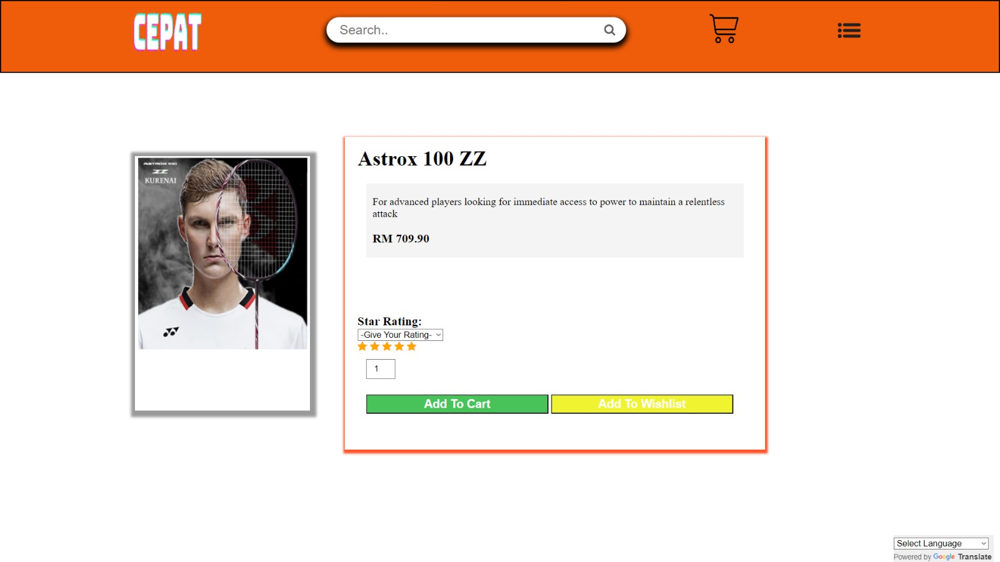 CEPAT
Search..
ASTROX 100
ZZ
KURENAI
Astrox 100 ZZ
For advanced players looking for immediate access to power to maintain a relentless
attack
RM 709.90
Star Rating:
-Give Your Rating-
1
Add To Cart
Add To Wishlist
Select Language
Powered by Google Translate